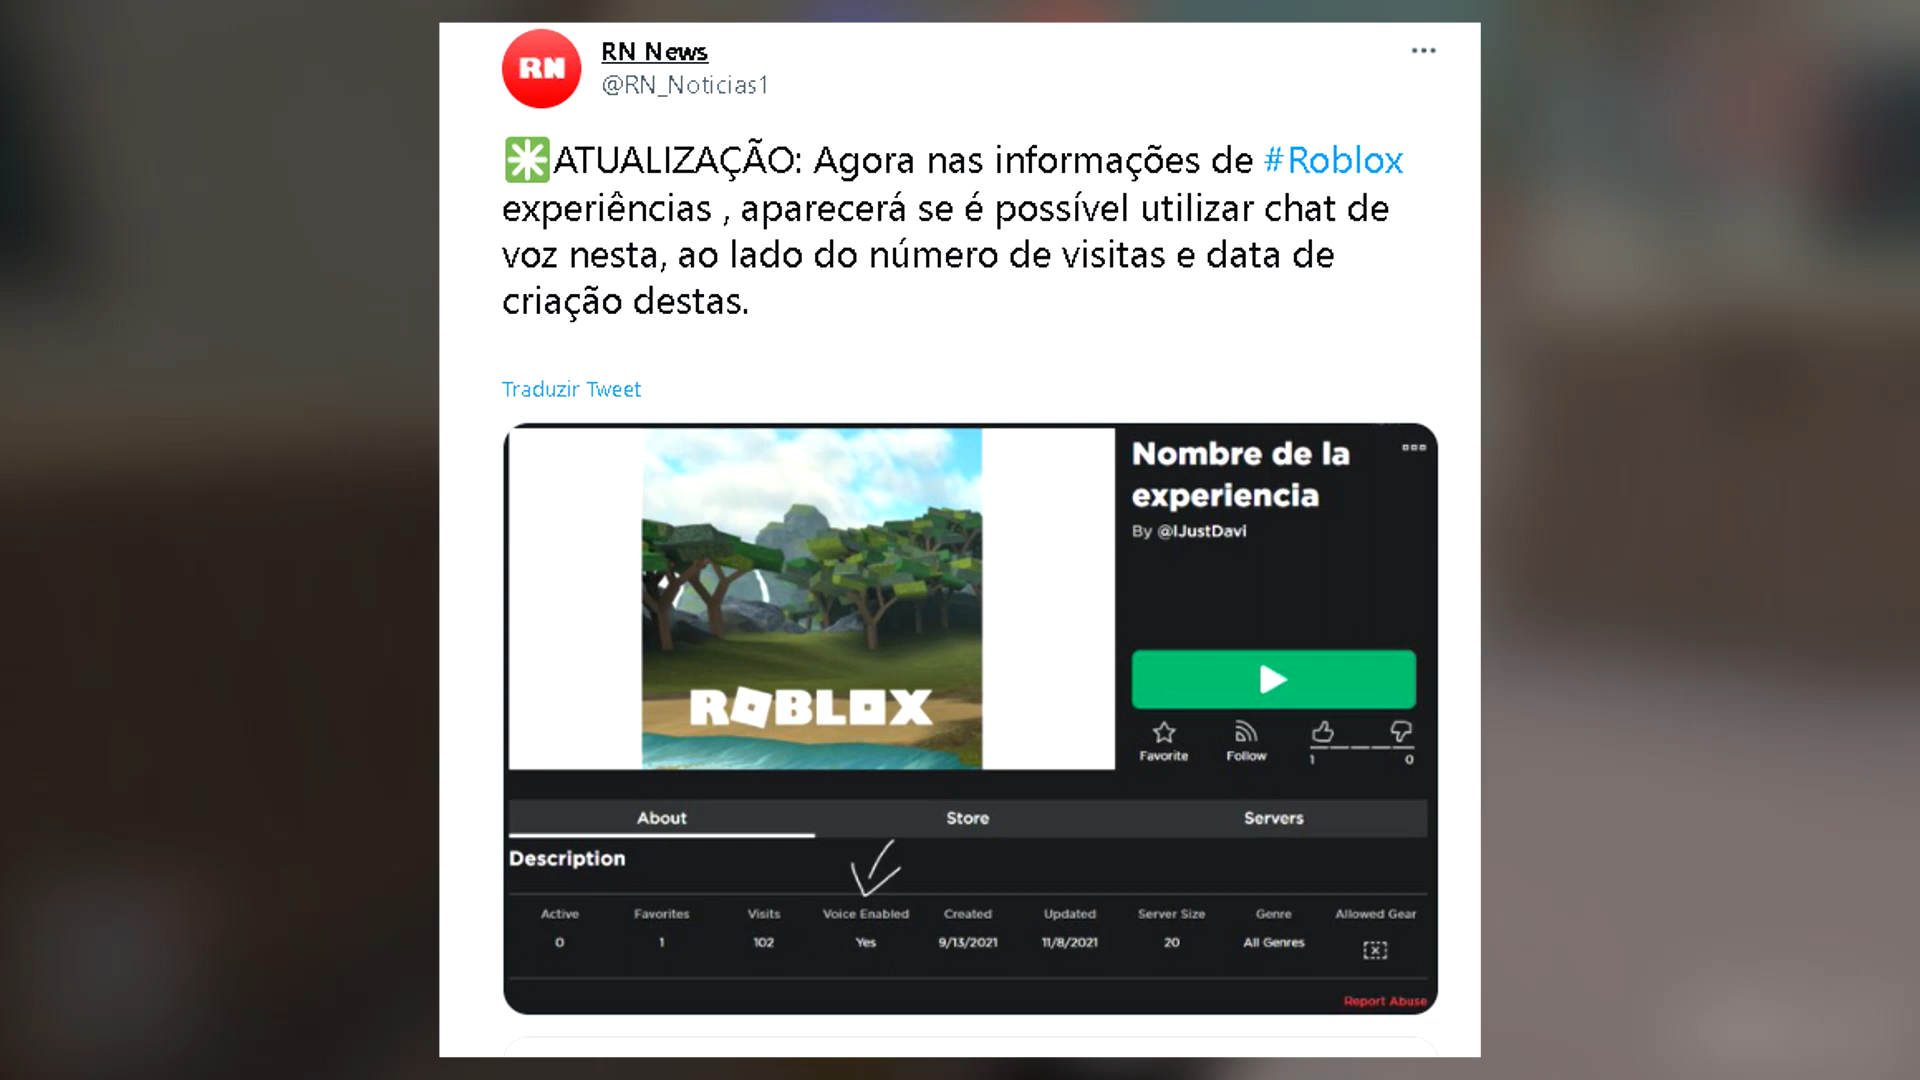 RN
RN News
@RN_Noticias1
ATUALIZAÇÃO: Agora nas informações de #Roblox
experiências , aparecerá se é possível utilizar chat de
voz nesta, ao lado do número de visitas e data de
criação destas.
Traduzir Tweet
ROBLOX
Nombre de la
experiencia
By @IJustDavi
Favorite Follow
1 0
About Store Servers
Description
Active Favorites Visits Voice Enabled Created Updated Server Size Genre Allowed Gear
0 1 102 Yes 9/13/2021 11/8/2021 20 All Genres
Report Abuse